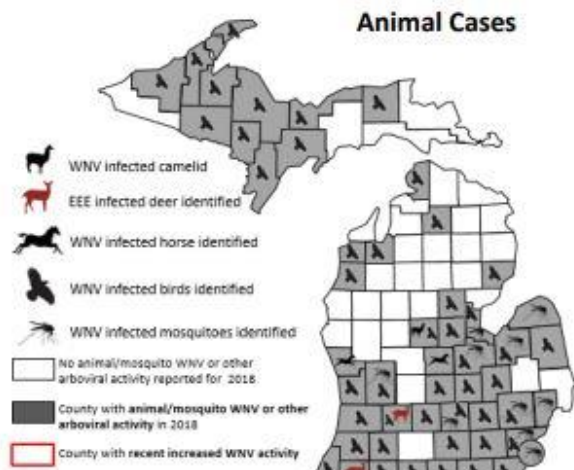 Animal Cases
WNV infected camelid
EEE infected deer identified
WNV infected horse identified
WNV infected birds identified
WNV infected mosquitoes identified
No animal/mosquito WNV or other
arboviral activity reported for 2018
County with animal/mosquito WNV or other
arboviral activity in 2018
County with recent increased WNV activity